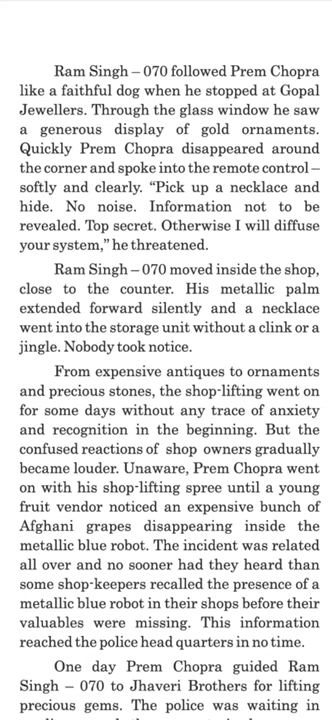 Ram Singh – 070 followed Prem Chopra
like a faithful dog when he stopped at Gopal
Jewellers. Through the glass window he saw
a generous display of gold ornaments.
Quickly Prem Chopra disappeared around
the corner and spoke into the remote control –
softly and clearly. “Pick up a necklace and
hide. No noise. Information not to be
revealed. Top secret. Otherwise I will diffuse
your system,” he threatened.
Ram Singh – 070 moved inside the shop,
close to the counter. His metallic palm
extended forward silently and a necklace
went into the storage unit without a clink or a
jingle. Nobody took notice.
From expensive antiques to ornaments
and precious stones, the shop-lifting went on
for some days without any trace of anxiety
and recognition in the beginning. But the
confused reactions of shop owners gradually
became louder. Unaware, Prem Chopra went
on with his shop-lifting spree until a young
fruit vendor noticed an expensive bunch of
Afghani grapes disappearing inside the
metallic blue robot. The incident was related
all over and no sooner had they heard than
some shop-keepers recalled the presence of a
metallic blue robot in their shops before their
valuables were missing. This information
reached the police head quarters in no time.
One day Prem Chopra guided Ram
Singh – 070 to Jhaveri Brothers for lifting
precious gems. The police was waiting in